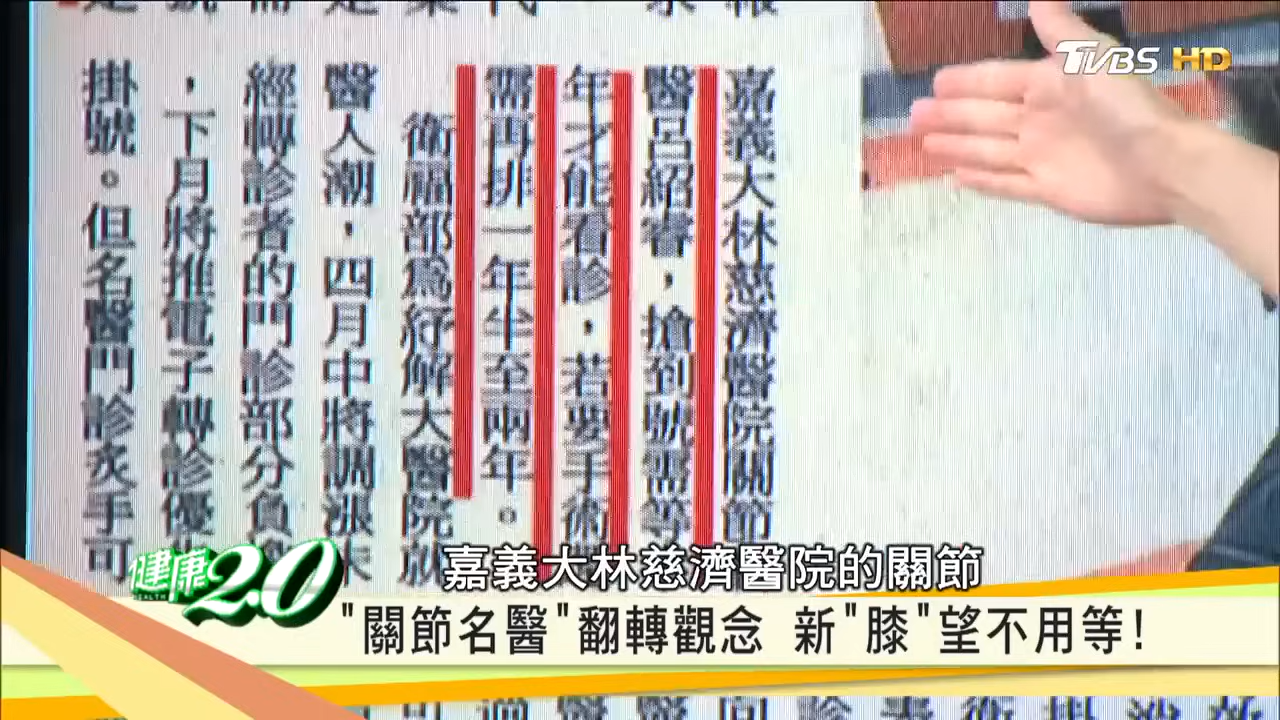 嘉義大林慈濟醫院關節
醫呂紹睿，搶到號需等
年才能看診，若要手術
需再排一年半至兩年。
衛福部為紓解大醫院就
醫人潮，四月中將調漲未
經轉診者的門診部分負
，下月將推電子轉診優
掛號。但名醫門診炙手可
TVBS HD
健康2.0
HEALTH
嘉義大林慈濟醫院的關節
"關節名醫"翻轉觀念 新"膝"望不用等!